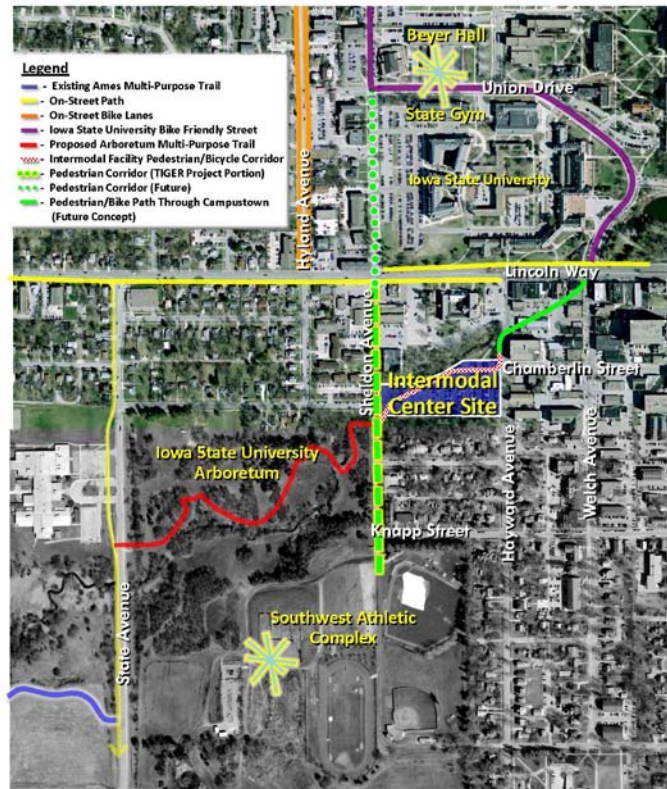 Legend
- Existing Ames Multi-Purpose Trail
- On-Street Path
- On-Street Bike Lanes
- Iowa State University Bike Friendly Street
- Proposed Arboretum Multi-Purpose Trail
- Intermodal Facility Pedestrian/Bicycle Corridor
- Pedestrian Corridor (TIGER Project Portion)
- Pedestrian Corridor (Future)
- Pedestrian/Bike Path Through Campustown
(Future Concept)
Beyer Hall
Union Drive
State Gym
Iowa State University
Hyland Avenue
Lincoln Way
Sheldon Avenue
Chamberlin Street
Intermodal
Center Site
Iowa State University
Arboretum
Hayward Avenue
Welch Avenue
Knapp Street
Southwest Athletic
Complex
State Avenue